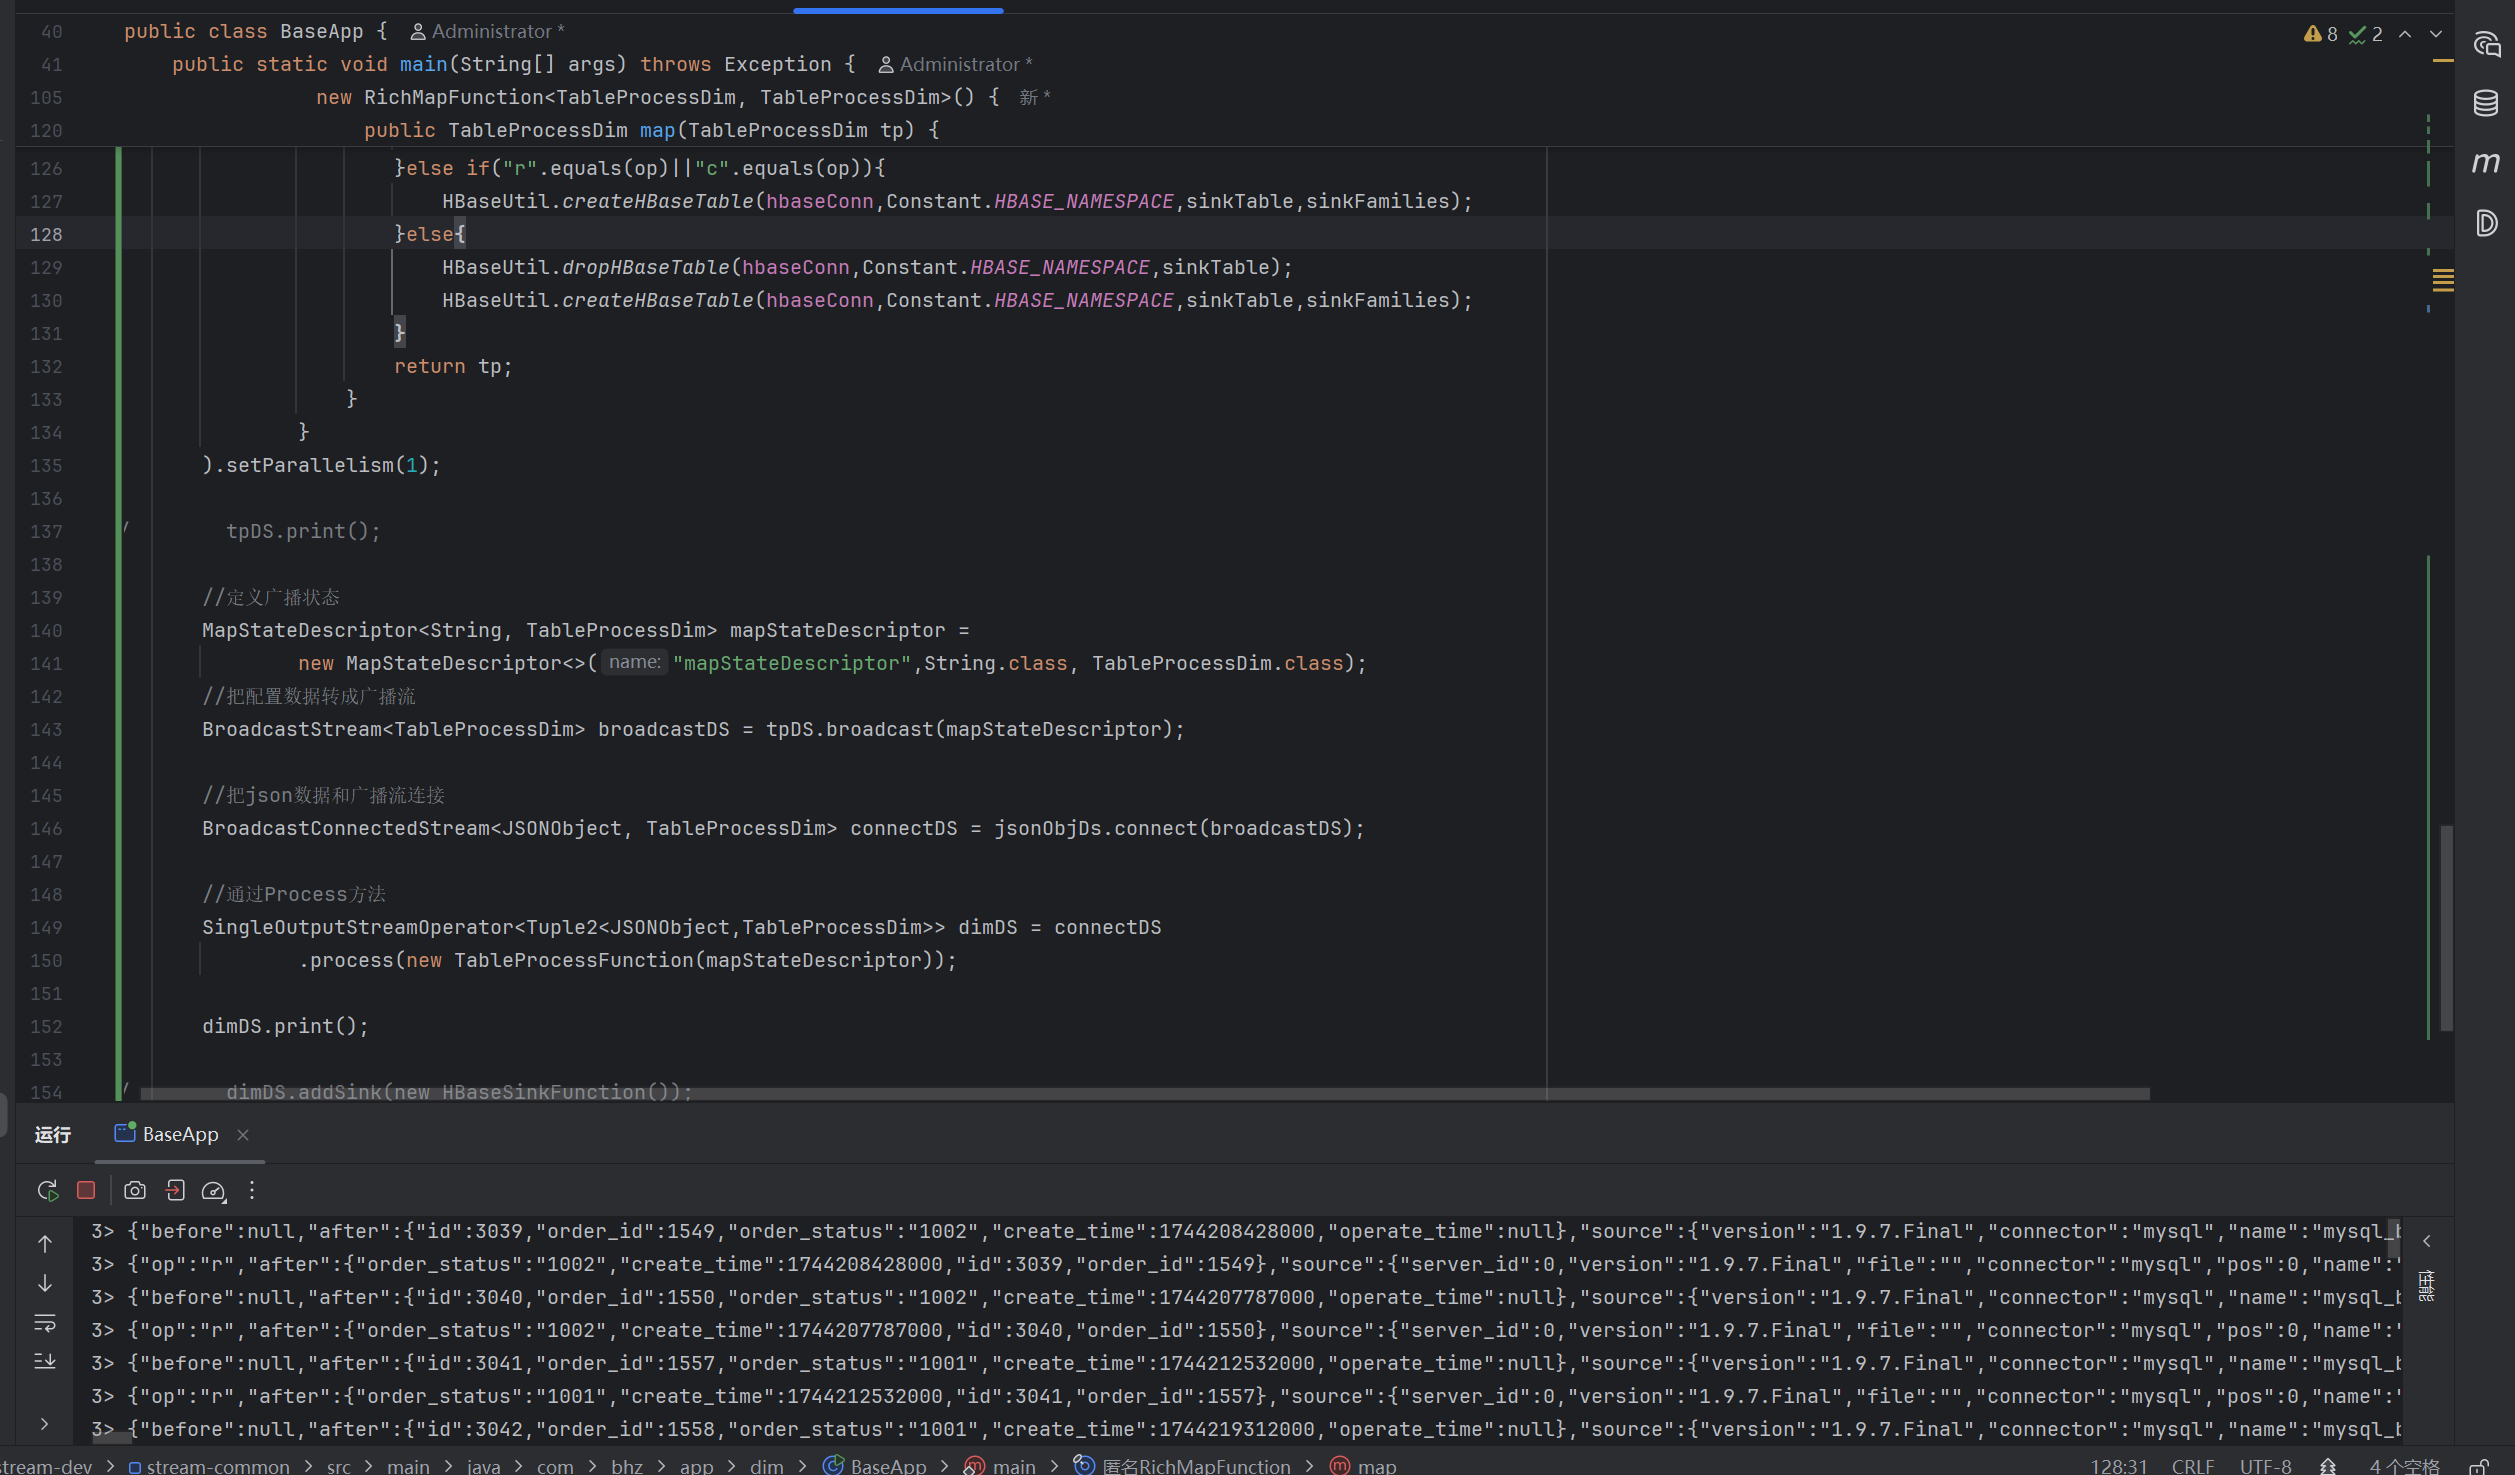 40 public class BaseApp { Administrator *
8 2
41 public static void main(String[] args) throws Exception { Administrator *
105 new RichMapFunction<TableProcessDim, TableProcessDim>() { 新 *
120 public TableProcessDim map(TableProcessDim tp) {
126 }else if("r".equals(op)||"c".equals(op)){
127 HBaseUtil.createHBaseTable(hbaseConn,Constant.HBASE_NAMESPACE,sinkTable,sinkFamilies);
128 }else{
129 HBaseUtil.dropHBaseTable(hbaseConn,Constant.HBASE_NAMESPACE,sinkTable);
130 HBaseUtil.createHBaseTable(hbaseConn,Constant.HBASE_NAMESPACE,sinkTable,sinkFamilies);
131 }
132 return tp;
133 }
134 }
135 ).setParallelism(1);
136
137 / tpDS.print();
138
139 //定义广播状态
140 MapStateDescriptor<String, TableProcessDim> mapStateDescriptor =
141 new MapStateDescriptor<>( name: "mapStateDescriptor",String.class, TableProcessDim.class);
142 //把配置数据转成广播流
143 BroadcastStream<TableProcessDim> broadcastDS = tpDS.broadcast(mapStateDescriptor);
144
145 //把json数据和广播流连接
146 BroadcastConnectedStream<JSONObject, TableProcessDim> connectDS = jsonObjDs.connect(broadcastDS);
147
148 //通过Process方法
149 SingleOutputStreamOperator<Tuple2<JSONObject,TableProcessDim>> dimDS = connectDS
150 .process(new TableProcessFunction(mapStateDescriptor));
151
152 dimDS.print();
153
154 / dimDS.addSink(new HBaseSinkFunction());
运行 BaseApp
3> {"before":null,"after":{"id":3039,"order_id":1549,"order_status":"1002","create_time":1744208428000,"operate_time":null},"source":{"version":"1.9.7.Final","connector":"mysql","name":"mysql_b
3> {"op":"r","after":{"order_status":"1002","create_time":1744208428000,"id":3039,"order_id":1549},"source":{"server_id":0,"version":"1.9.7.Final","file":"","connector":"mysql","pos":0,"name":"
3> {"before":null,"after":{"id":3040,"order_id":1550,"order_status":"1002","create_time":1744207787000,"operate_time":null},"source":{"version":"1.9.7.Final","connector":"mysql","name":"mysql_b
3> {"op":"r","after":{"order_status":"1002","create_time":1744207787000,"id":3040,"order_id":1550},"source":{"server_id":0,"version":"1.9.7.Final","file":"","connector":"mysql","pos":0,"name":"
3> {"before":null,"after":{"id":3041,"order_id":1557,"order_status":"1001","create_time":1744212532000,"operate_time":null},"source":{"version":"1.9.7.Final","connector":"mysql","name":"mysql_b
3> {"op":"r","after":{"order_status":"1001","create_time":1744212532000,"id":3041,"order_id":1557},"source":{"server_id":0,"version":"1.9.7.Final","file":"","connector":"mysql","pos":0,"name":"
3> {"before":null,"after":{"id":3042,"order_id":1558,"order_status":"1001","create_time":1744219312000,"operate_time":null},"source":{"version":"1.9.7.Final","connector":"mysql","name":"mysql_b
性能
stream-dev > stream-common > src > main > java > com > bhz > app > dim > BaseApp > main > 匿名RichMapFunction > map
128:31 CRLF UTF-8 4 个空格